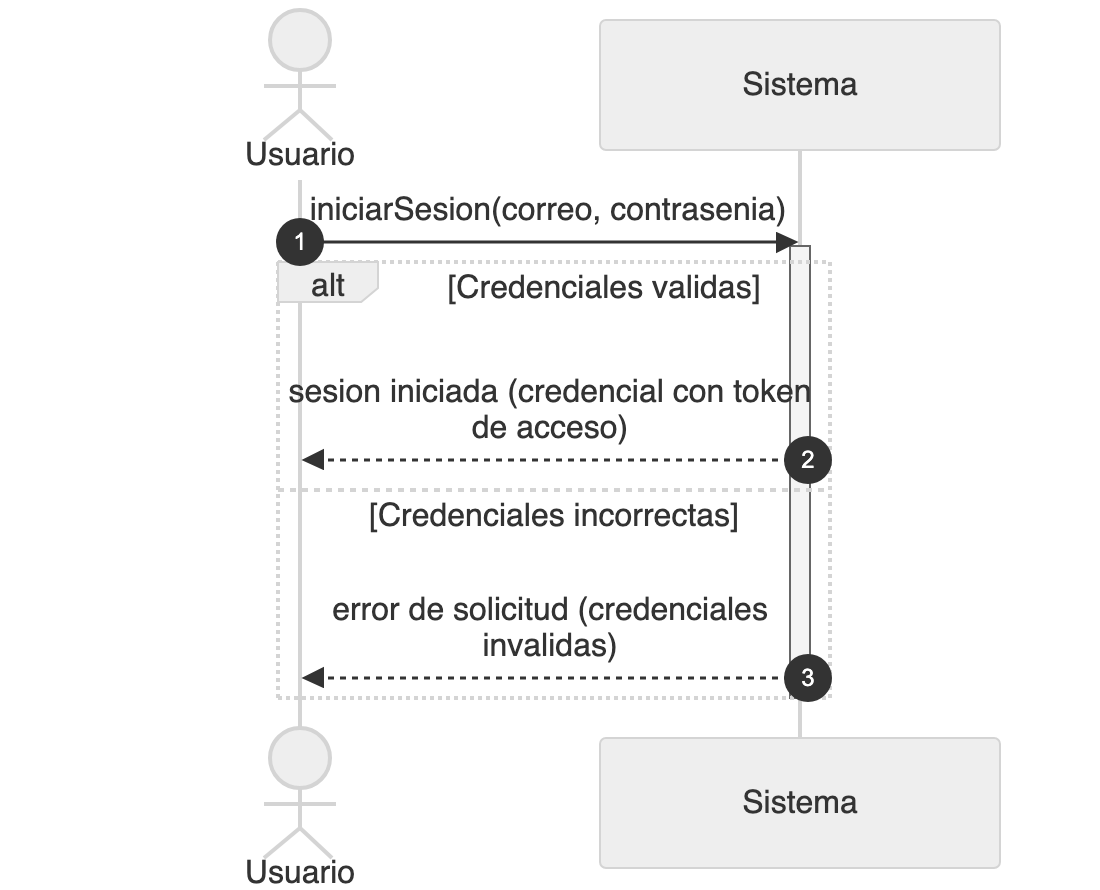 Usuario
Sistema
iniciarSesion(correo, contrasenia)
1
alt
[Credenciales validas]
sesion iniciada (credencial con token
de acceso)
2
[Credenciales incorrectas]
error de solicitud (credenciales
invalidas)
3
Usuario
Sistema